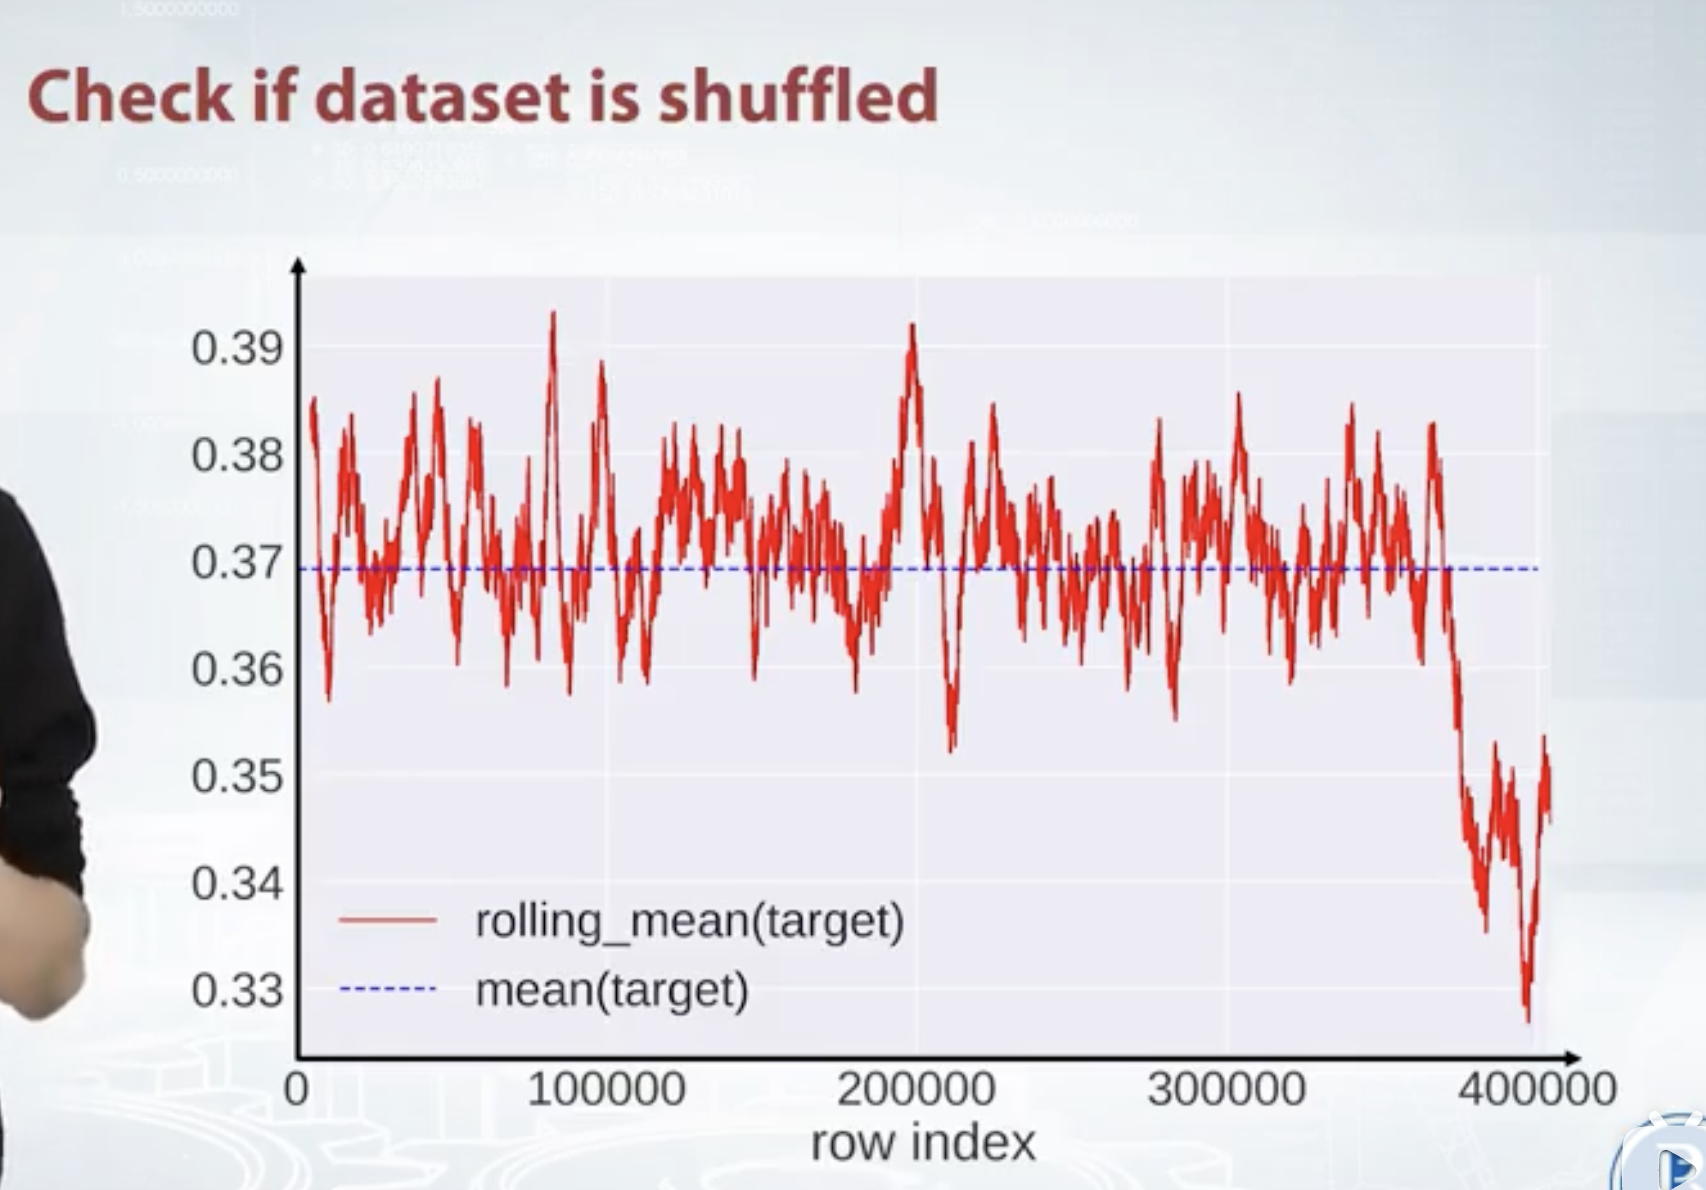 Check if dataset is shuffled
0.39
0.38
0.37
0.36
0.35
0.34
0.33
rolling_mean(target)
mean(target)
0 100000 200000 300000 400000
row index